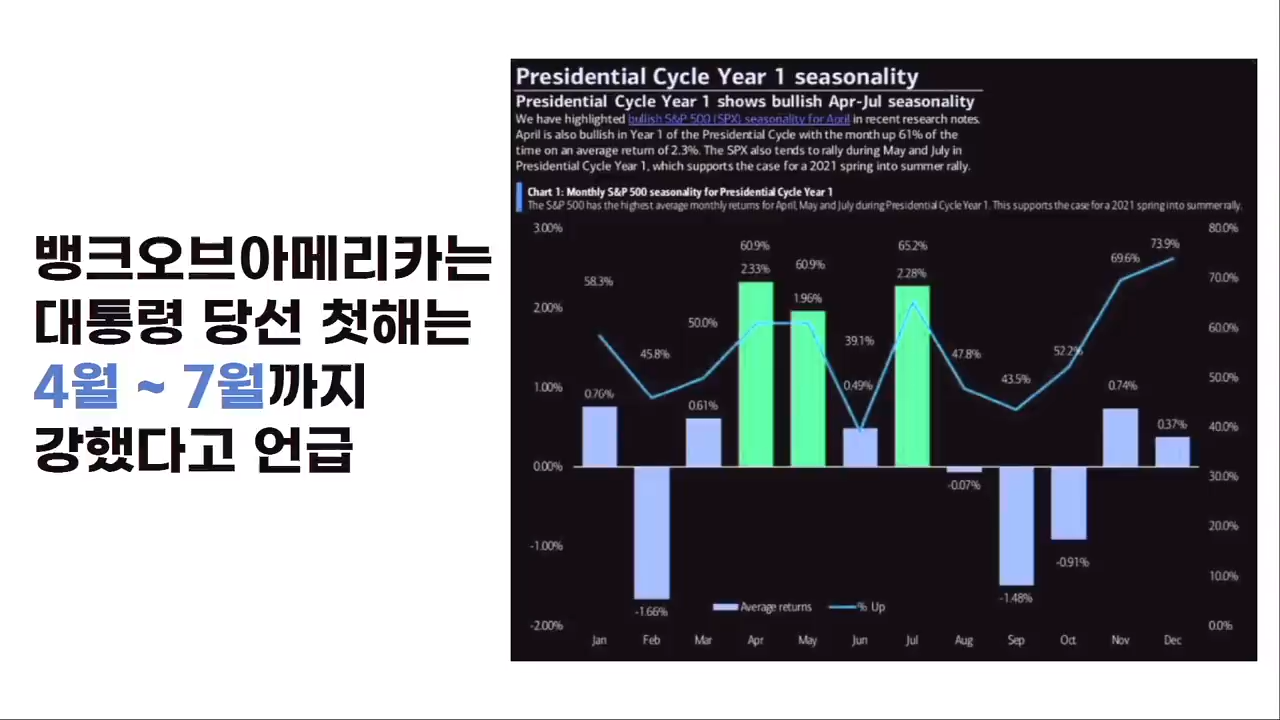 뱅크오브아메리카는
대통령 당선 첫해는
4월 ~ 7월까지
강했다고 언급
Presidential Cycle Year 1 seasonality
Presidential Cycle Year 1 shows bullish Apr-Jul seasonality
We have highlighted bullish S&P 500 (SPX) seasonality for April in recent research notes.
April is also bullish in Year 1 of the Presidential Cycle with the month up 61% of the
time on an average return of 2.3%. The SPX also tends to rally during May and July in
Presidential Cycle Year 1, which supports the case for a 2021 spring into summer rally.
Chart 1: Monthly S&P 500 seasonality for Presidential Cycle Year 1
The S&P 500 has the highest average monthly returns for April, May and July during Presidential Cycle Year 1. This supports the case for a 2021 spring into summer rally.
3.00%
2.00%
1.00%
0.00%
-1.00%
-2.00%
58.3%
45.8%
50.0%
60.9%
60.9%
39.1%
65.2%
47.8%
43.5%
52.2%
69.6%
73.9%
0.76%
-1.66%
0.61%
2.33%
1.96%
0.49%
2.28%
-0.07%
-1.48%
-0.91%
0.74%
0.37%
80.0%
70.0%
60.0%
50.0%
40.0%
30.0%
20.0%
10.0%
0.0%
Average returns % Up
Jan Feb Mar Apr May Jun Jul Aug Sep Oct Nov Dec